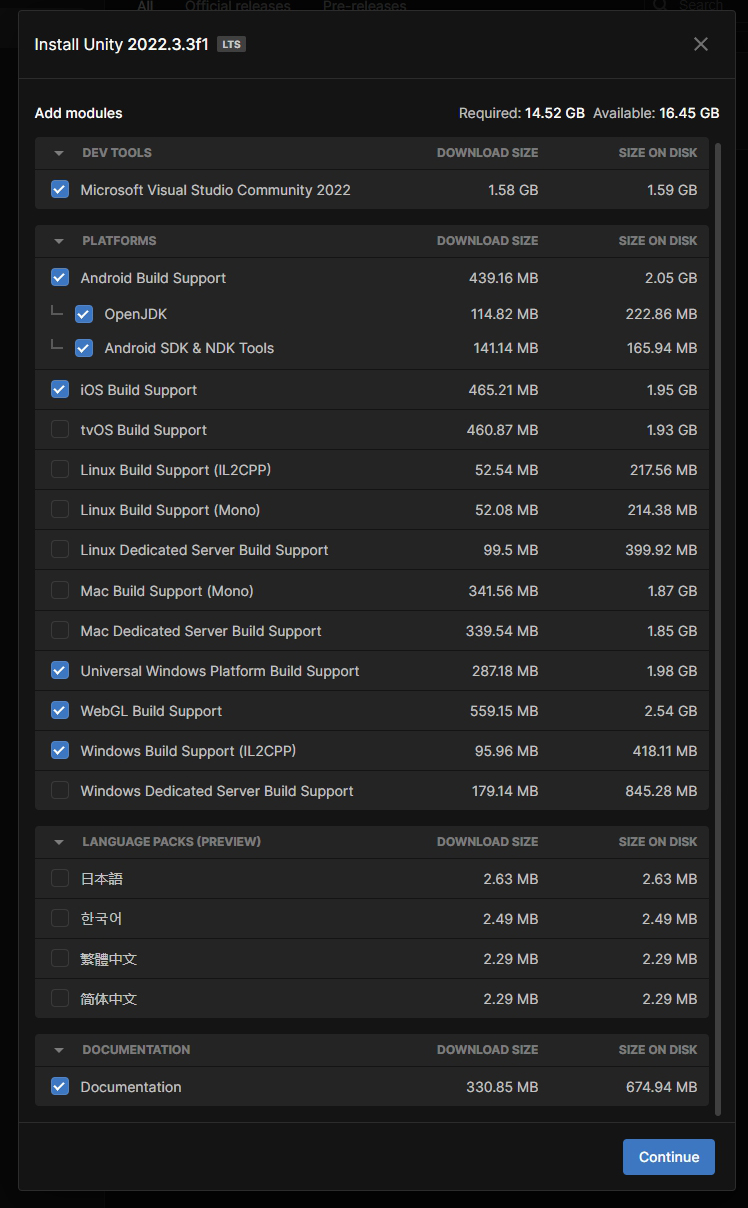 All Official releases Pre-releases Search
Install Unity 2022.3.3f1 LTS
Add modules Required: 14.52 GB Available: 16.45 GB
DEV TOOLS DOWNLOAD SIZE SIZE ON DISK
Microsoft Visual Studio Community 2022 1.58 GB 1.59 GB
PLATFORMS DOWNLOAD SIZE SIZE ON DISK
Android Build Support 439.16 MB 2.05 GB
OpenJDK 114.82 MB 222.86 MB
Android SDK & NDK Tools 141.14 MB 165.94 MB
iOS Build Support 465.21 MB 1.95 GB
tvOS Build Support 460.87 MB 1.93 GB
Linux Build Support (IL2CPP) 52.54 MB 217.56 MB
Linux Build Support (Mono) 52.08 MB 214.38 MB
Linux Dedicated Server Build Support 99.5 MB 399.92 MB
Mac Build Support (Mono) 341.56 MB 1.87 GB
Mac Dedicated Server Build Support 339.54 MB 1.85 GB
Universal Windows Platform Build Support 287.18 MB 1.98 GB
WebGL Build Support 559.15 MB 2.54 GB
Windows Build Support (IL2CPP) 95.96 MB 418.11 MB
Windows Dedicated Server Build Support 179.14 MB 845.28 MB
LANGUAGE PACKS (PREVIEW) DOWNLOAD SIZE SIZE ON DISK
日本語 2.63 MB 2.63 MB
한국어 2.49 MB 2.49 MB
繁體中文 2.29 MB 2.29 MB
简体中文 2.29 MB 2.29 MB
DOCUMENTATION DOWNLOAD SIZE SIZE ON DISK
Documentation 330.85 MB 674.94 MB
Continue